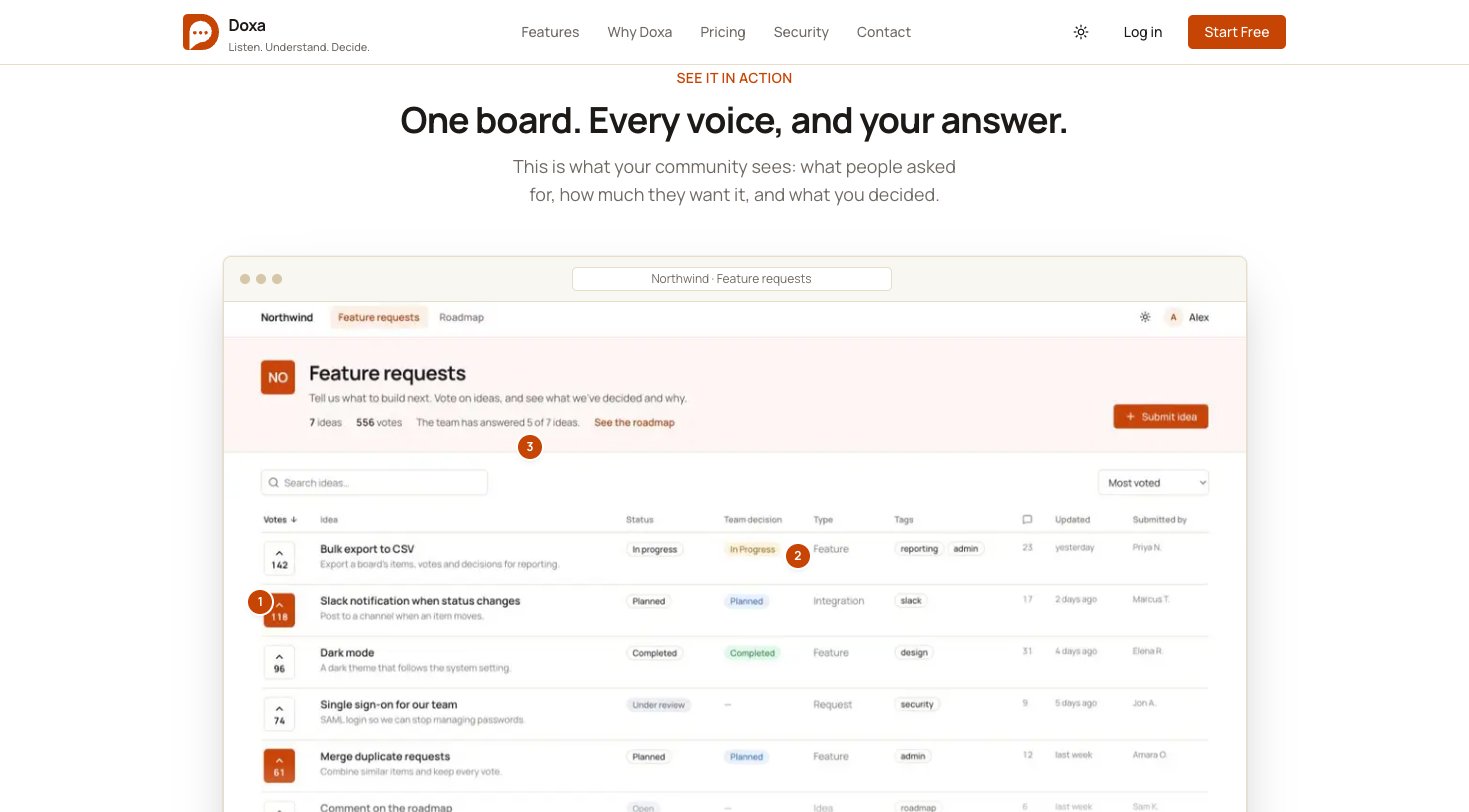 Doxa
Listen. Understand. Decide.
Features Why Doxa Pricing Security Contact
Log in Start Free
SEE IT IN ACTION
One board. Every voice, and your answer.
This is what your community sees: what people asked
for, how much they want it, and what you decided.
Northwind · Feature requests
Northwind Feature requests Roadmap A Alex
NO Feature requests
Tell us what to build next. Vote on ideas, and see what we've decided and why.
7 ideas 556 votes The team has answered 5 of 7 ideas. See the roadmap
+ Submit idea
3
Search ideas... Most voted
Votes ↓ Idea Status Team decision Type Tags Updated Submitted by
142 Bulk export to CSV In progress In Progress 2 Feature reporting admin 23 yesterday Priya N.
Export a board's items, votes and decisions for reporting.
1 118 Slack notification when status changes Planned Planned Integration slack 17 2 days ago Marcus T.
Post to a channel when an item moves.
96 Dark mode Completed Completed Feature design 31 4 days ago Elena R.
A dark theme that follows the system setting.
74 Single sign-on for our team Under review – Request security 9 5 days ago Jon A.
SAML login so we can stop managing passwords.
61 Merge duplicate requests Planned Planned Feature admin 12 last week Amara O.
Combine similar items and keep every vote.
Comment on the roadmap Open – Idea roadmap 6 last week Sam K.